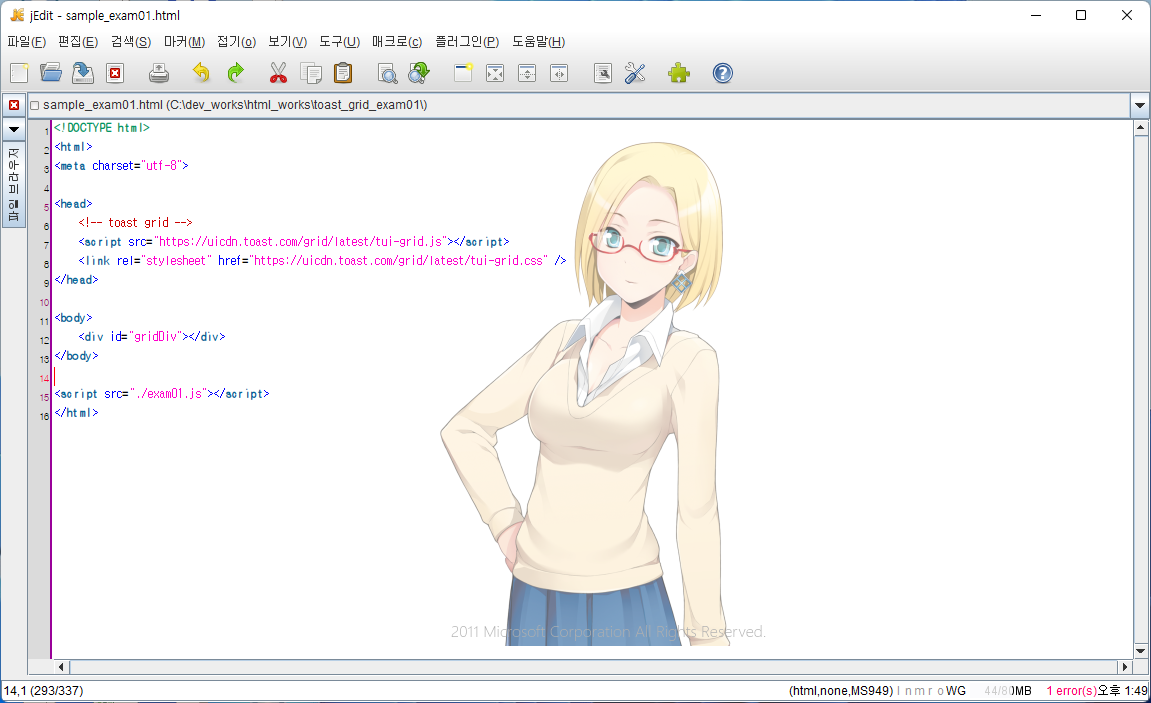 jEdit - sample_exam01.html
파일(F) 편집(E) 검색(S) 마커(M) 접기(o) 보기(V) 도구(U) 매크로(c) 플러그인(P) 도움말(H)
sample_exam01.html (C:\dev_works\html_works\toast_grid_exam01\)
1 <!DOCTYPE html>
2 <html>
3 <meta charset="utf-8">
4
5 <head>
6 <!-- toast grid -->
7 <script src="https://uicdn.toast.com/grid/latest/tui-grid.js"></script>
8 <link rel="stylesheet" href="https://uicdn.toast.com/grid/latest/tui-grid.css" />
9 </head>
10
11 <body>
12 <div id="gridDiv"></div>
13 </body>
14
15 <script src="./exam01.js"></script>
16 </html>
2011 Microsoft Corporation All Rights Reserved.
14,1 (293/337)
(html,none,MS949) I n m r o WG 44/80MB 1 error(s)오후 1:49